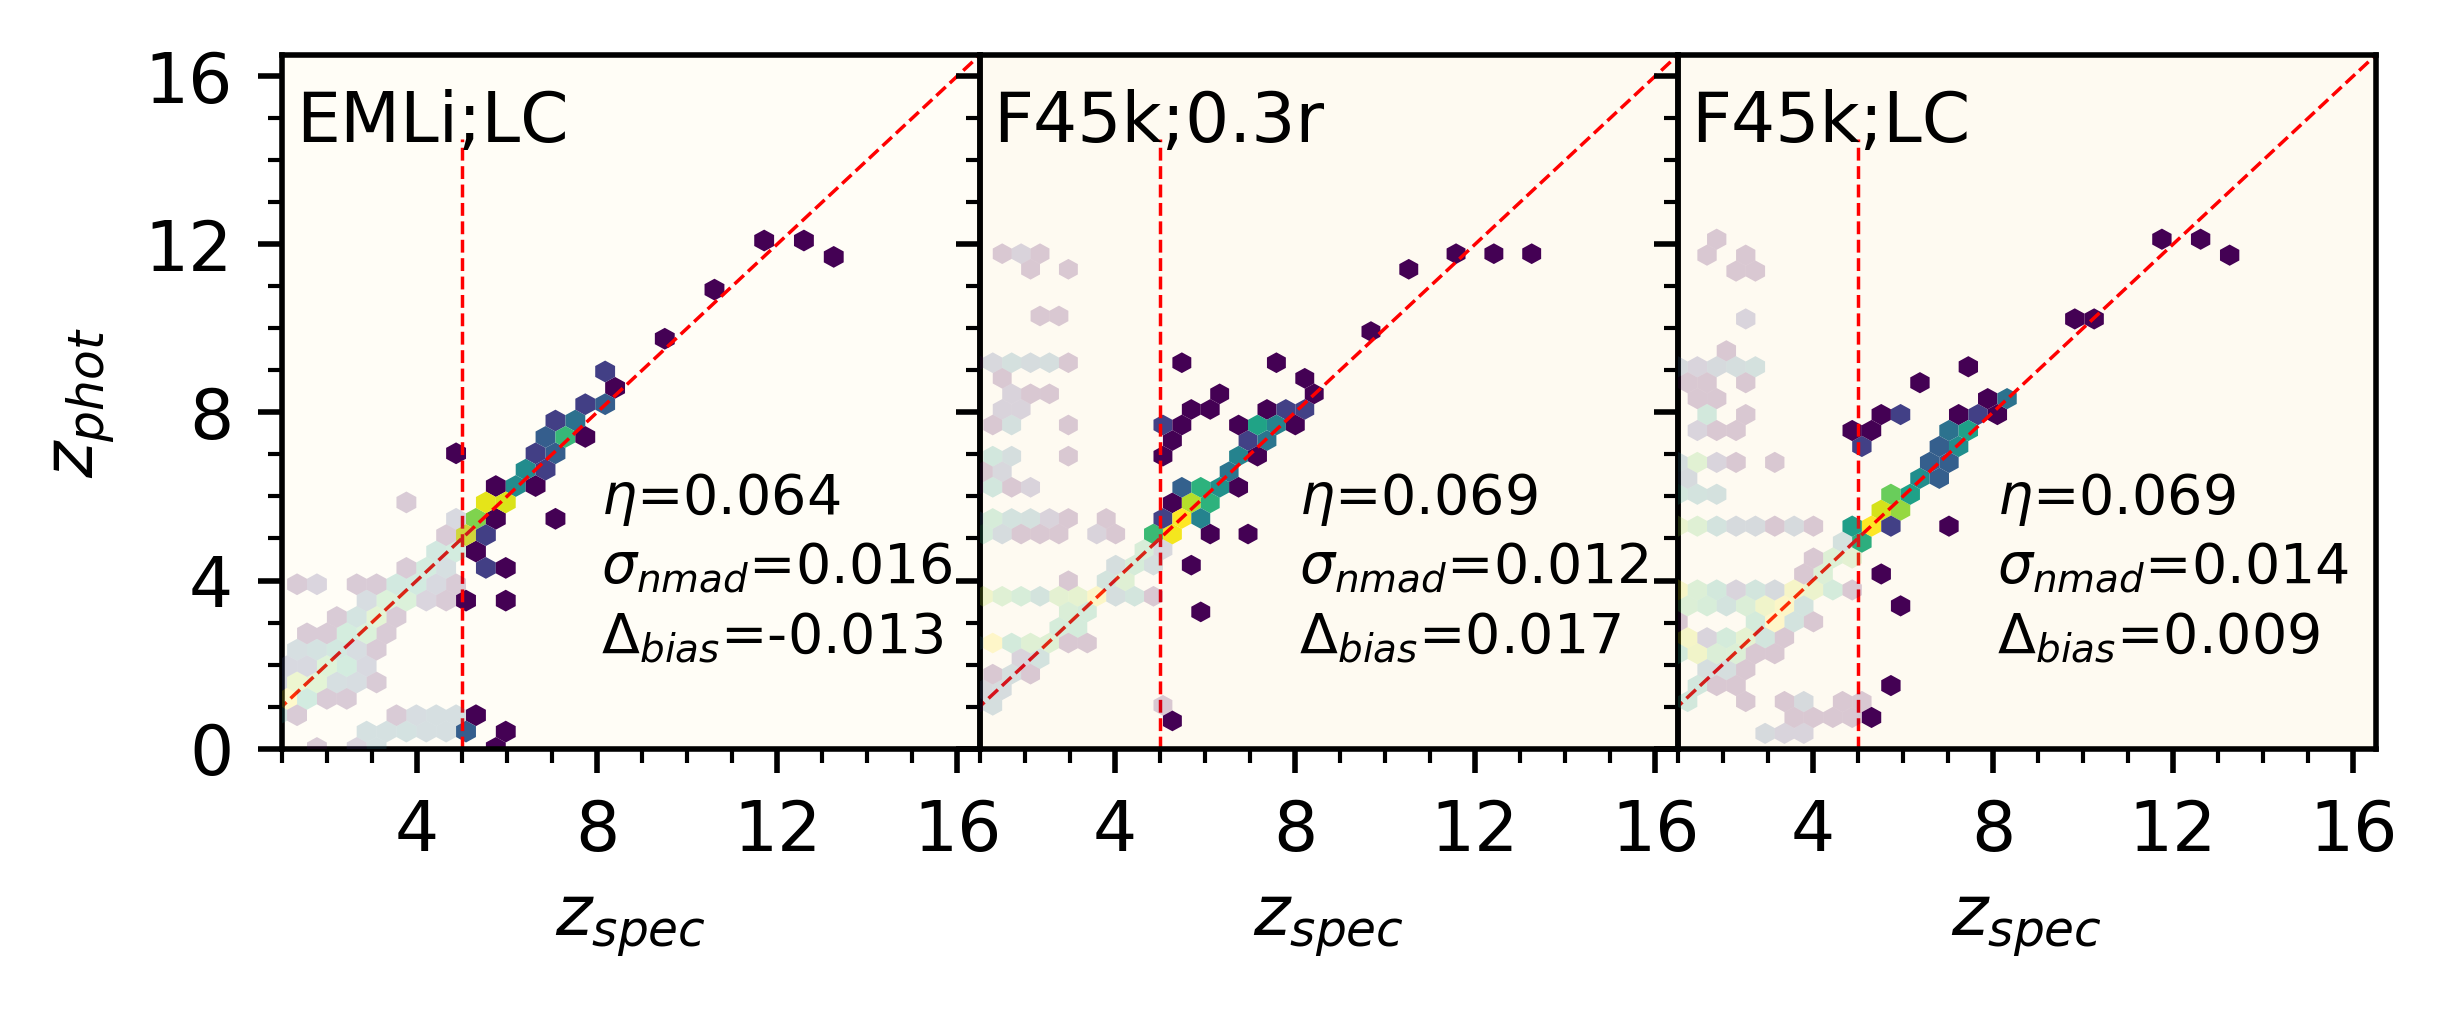 EMLi;LC
F45k;0.3r
F45k;LC
16
12
8
4
0
z_phot
η=0.064
σ_nmad=0.016
Δ_bias=-0.013
η=0.069
σ_nmad=0.012
Δ_bias=0.017
η=0.069
σ_nmad=0.014
Δ_bias=0.009
4 8 12 16 4 8 12 16 4 8 12 16
z_spec z_spec z_spec